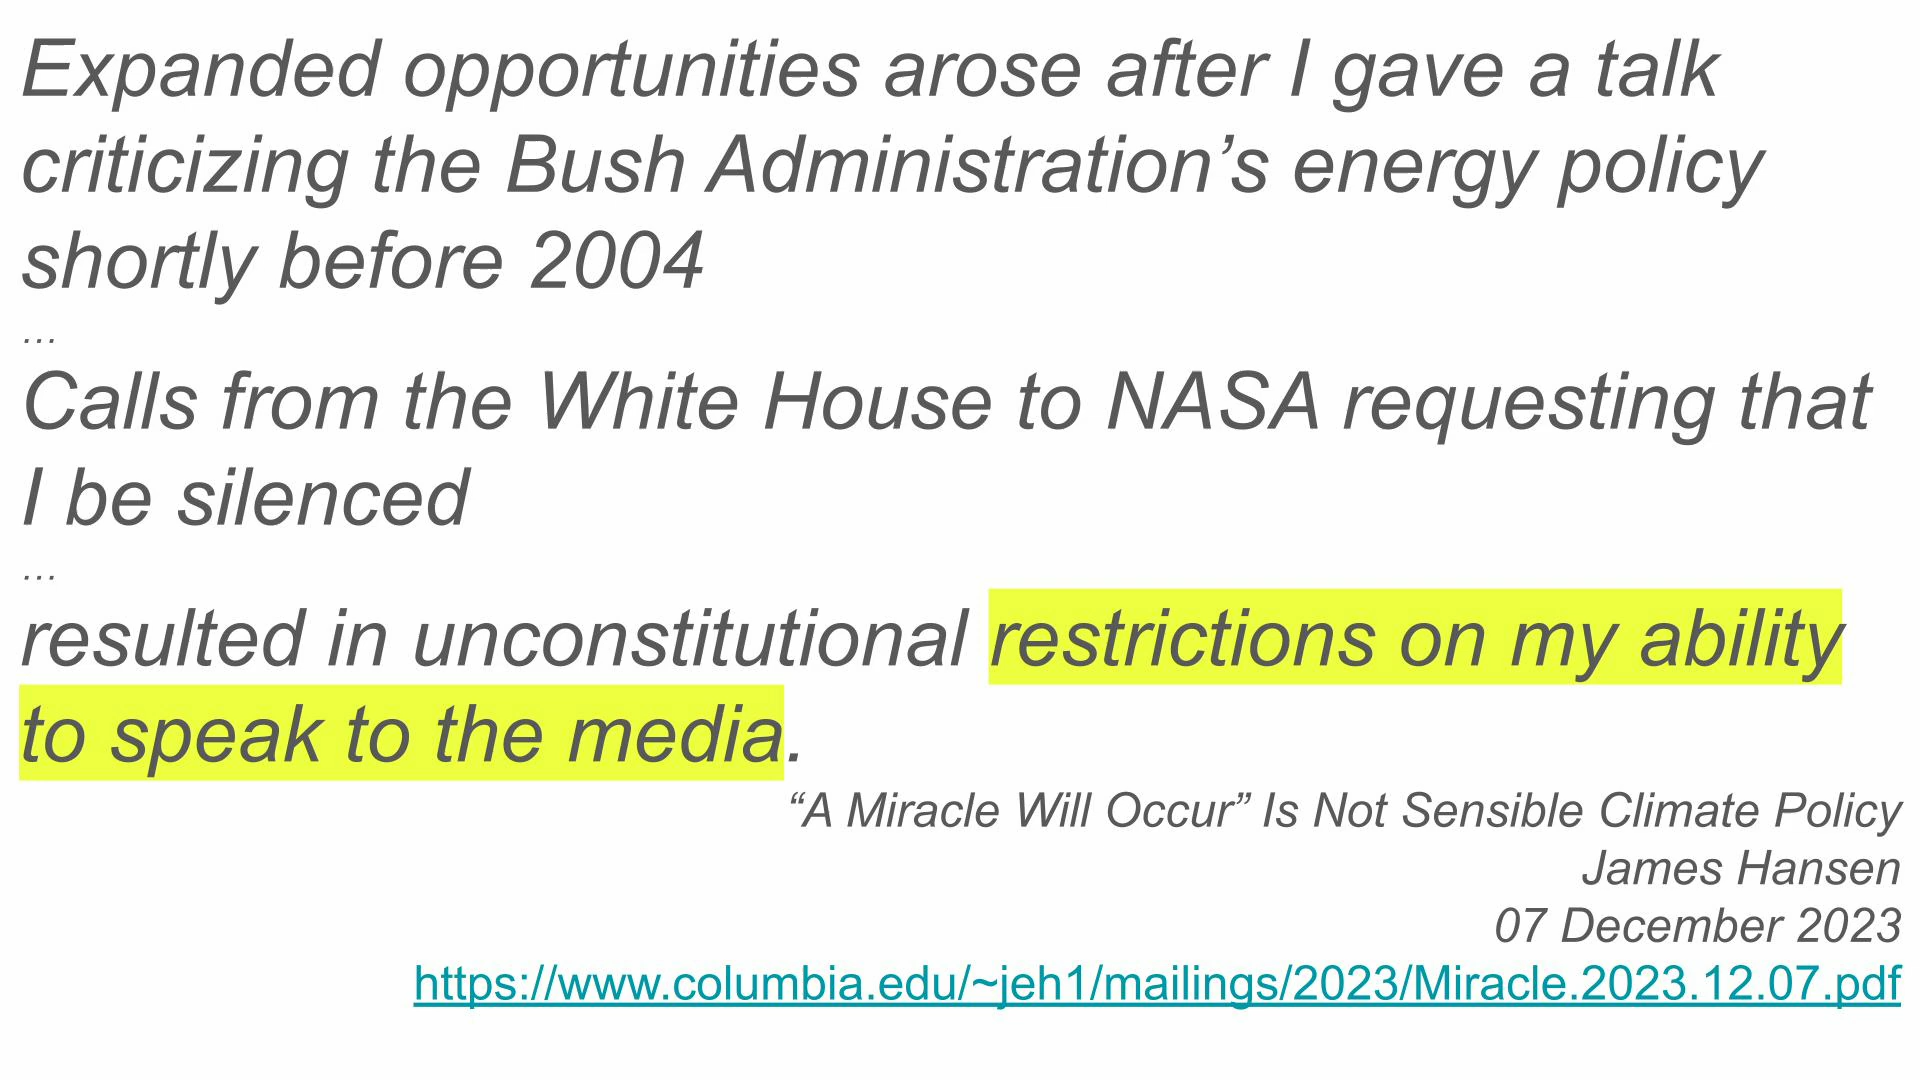 Expanded opportunities arose after I gave a talk
criticizing the Bush Administration’s energy policy
shortly before 2004
…
Calls from the White House to NASA requesting that
I be silenced
…
resulted in unconstitutional restrictions on my ability
to speak to the media.
“A Miracle Will Occur” Is Not Sensible Climate Policy
James Hansen
07 December 2023
https://www.columbia.edu/~jeh1/mailings/2023/Miracle.2023.12.07.pdf